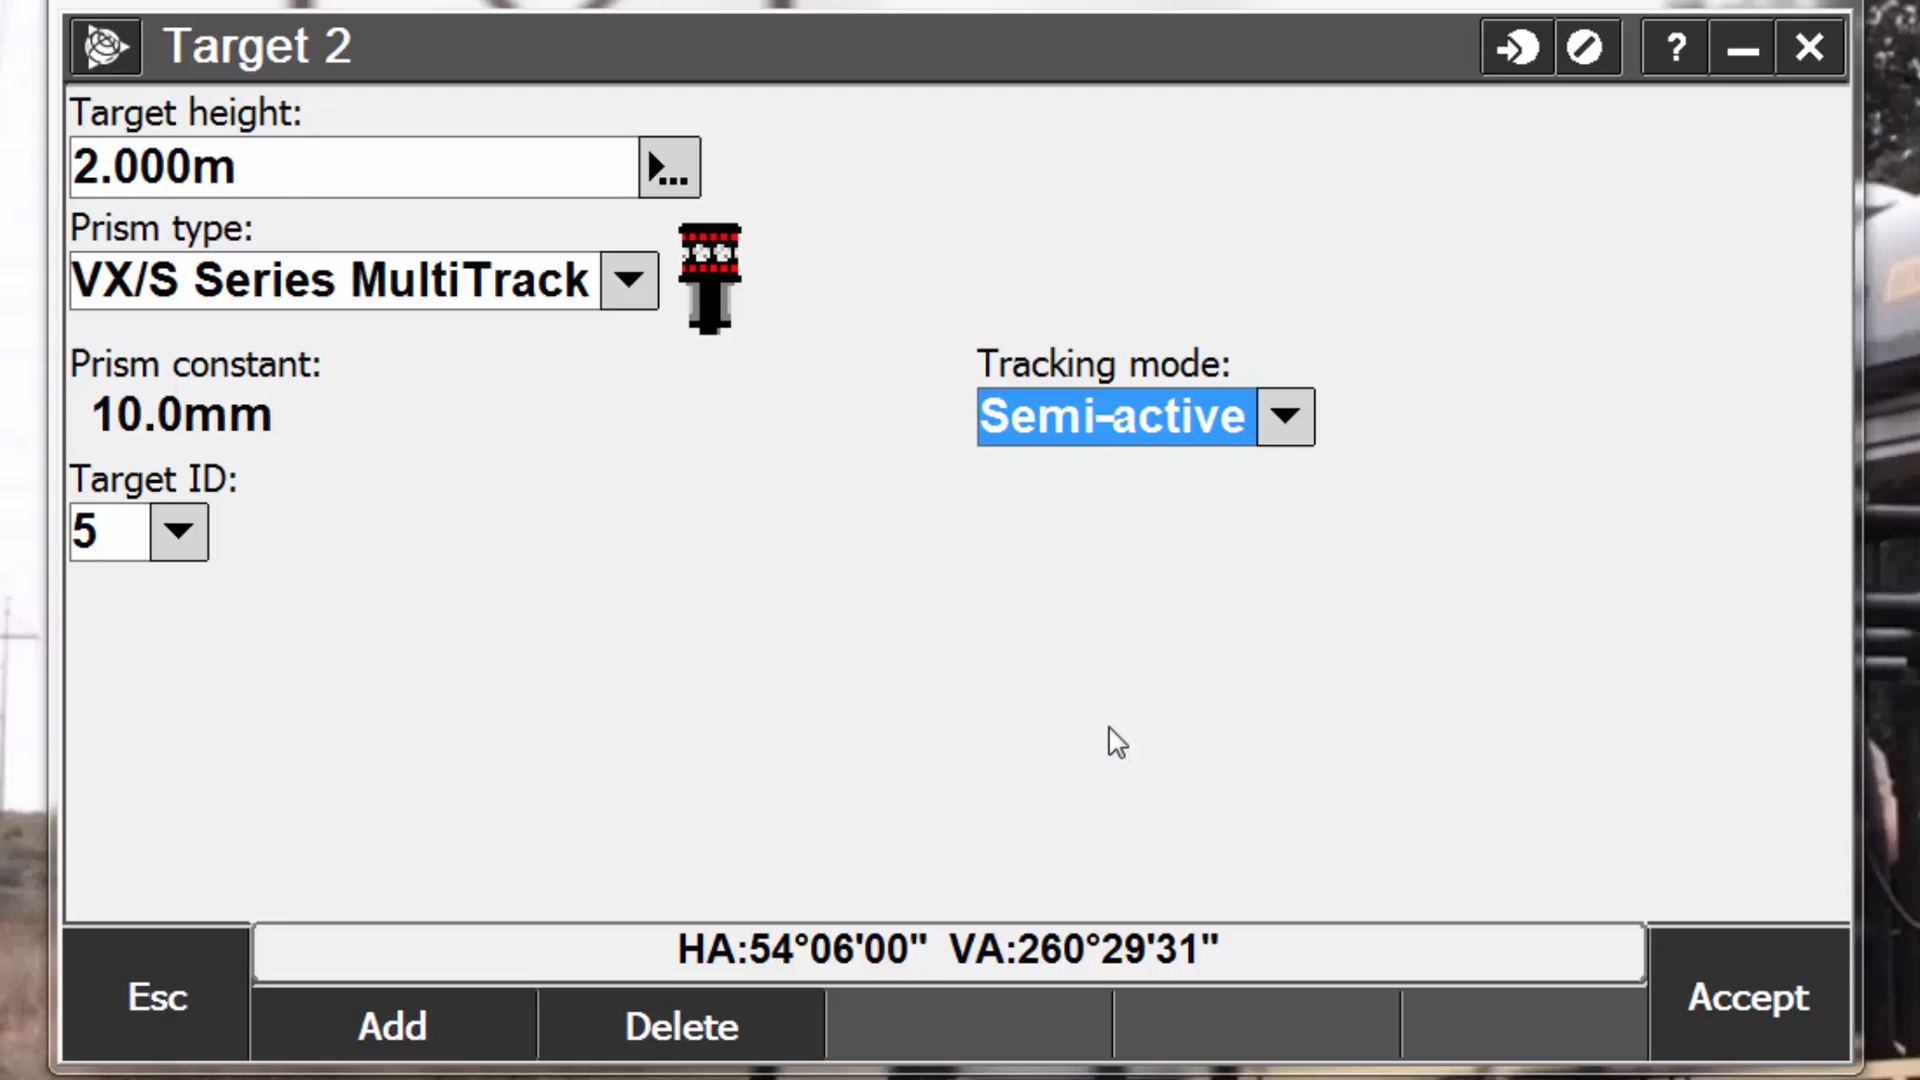 Target 2
?
Target height:
2.000m
Prism type:
VX/S Series MultiTrack
Prism constant:
Tracking mode:
10.0mm
Semi-active
Target ID:
5
HA:54°06'00" VA:260°29'31"
Esc
Add
Delete
Accept